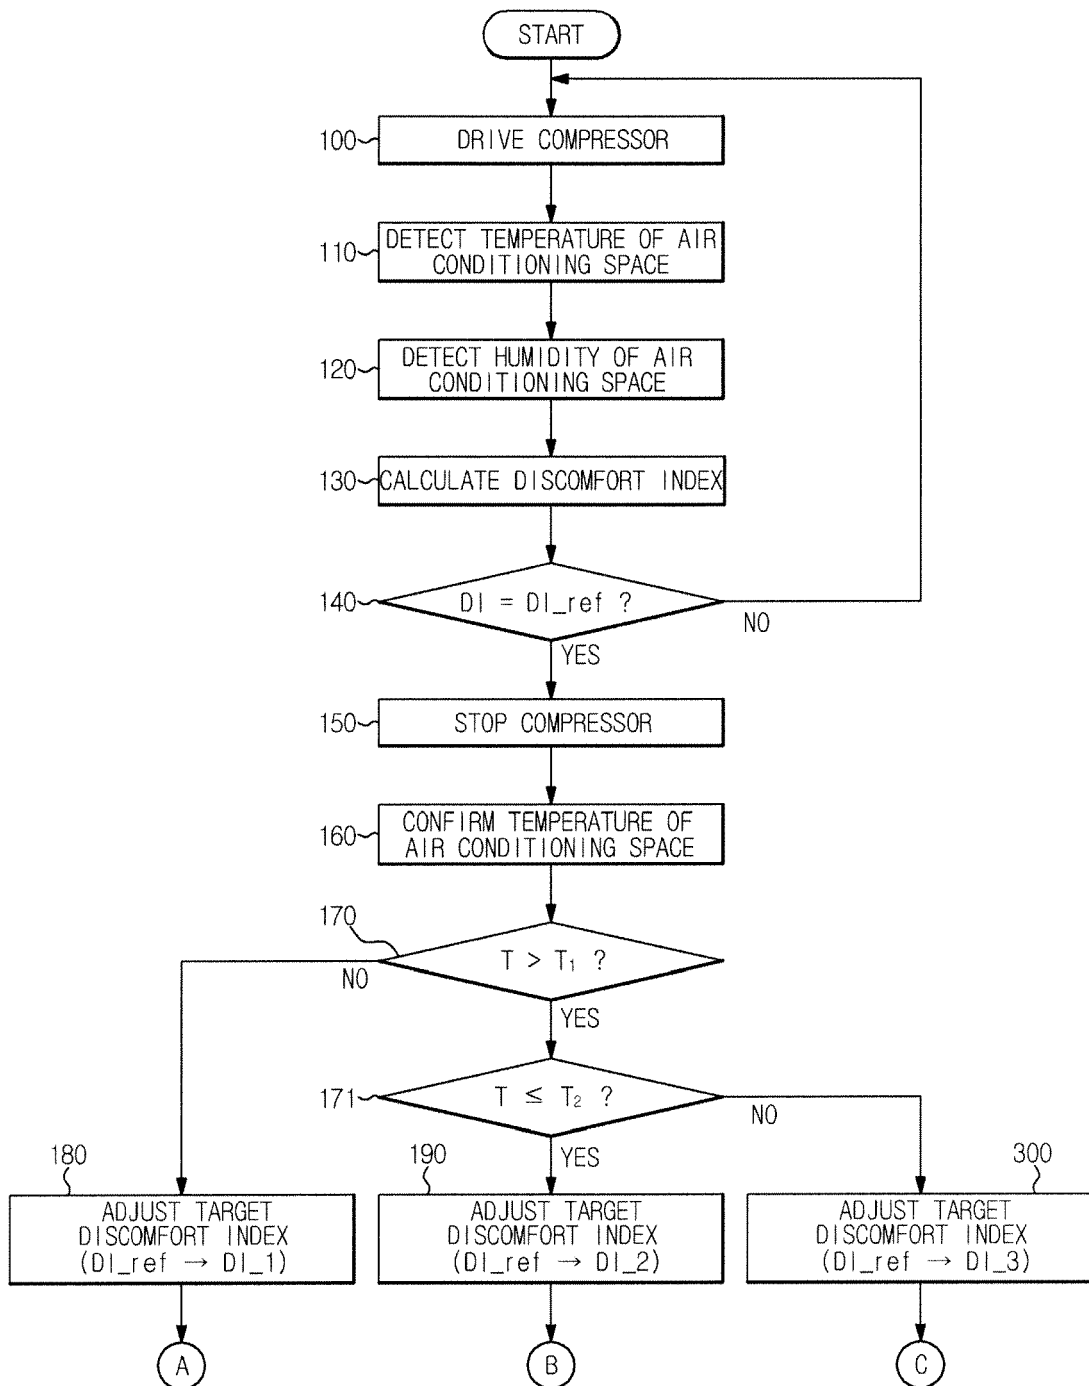 START
100
DRIVE COMPRESSOR
110
DETECT TEMPERATURE OF AIR
CONDITIONING SPACE
120
DETECT HUMIDITY OF AIR
CONDITIONING SPACE
130
CALCULATE DISCOMFORT INDEX
140
DI = DI_ref ?
NO
YES
150
STOP COMPRESSOR
160
CONFIRM TEMPERATURE OF
AIR CONDITIONING SPACE
170
T > T₁ ?
NO
YES
171
T ≤ T₂ ?
NO
YES
180
ADJUST TARGET
DISCOMFORT INDEX
(DI_ref → DI_1)
190
ADJUST TARGET
DISCOMFORT INDEX
(DI_ref → DI_2)
300
ADJUST TARGET
DISCOMFORT INDEX
(DI_ref → DI_3)
A
B
C